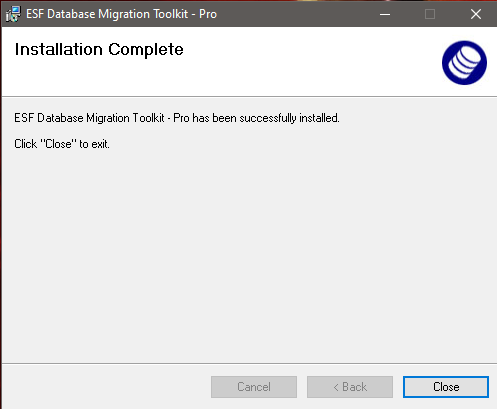 ESF Database Migration Toolkit - Pro
Installation Complete
ESF Database Migration Toolkit - Pro has been successfully installed.
Click "Close" to exit.
Cancel
< Back
Close